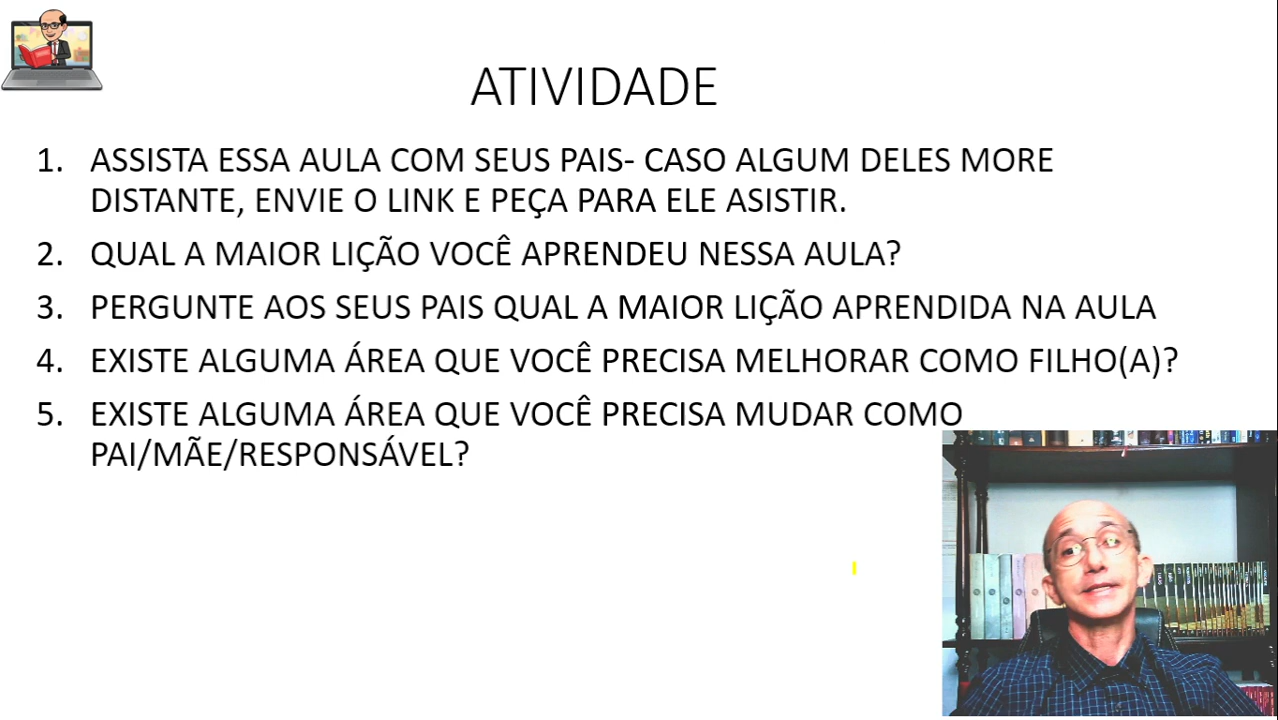 ATIVIDADE
1. ASSISTA ESSA AULA COM SEUS PAIS- CASO ALGUM DELES MORE
DISTANTE, ENVIE O LINK E PEÇA PARA ELE ASISTIR.
2. QUAL A MAIOR LIÇÃO VOCÊ APRENDEU NESSA AULA?
3. PERGUNTE AOS SEUS PAIS QUAL A MAIOR LIÇÃO APRENDIDA NA AULA
4. EXISTE ALGUMA ÁREA QUE VOCÊ PRECISA MELHORAR COMO FILHO(A)?
5. EXISTE ALGUMA ÁREA QUE VOCÊ PRECISA MUDAR COMO
PAI/MÃE/RESPONSÁVEL?